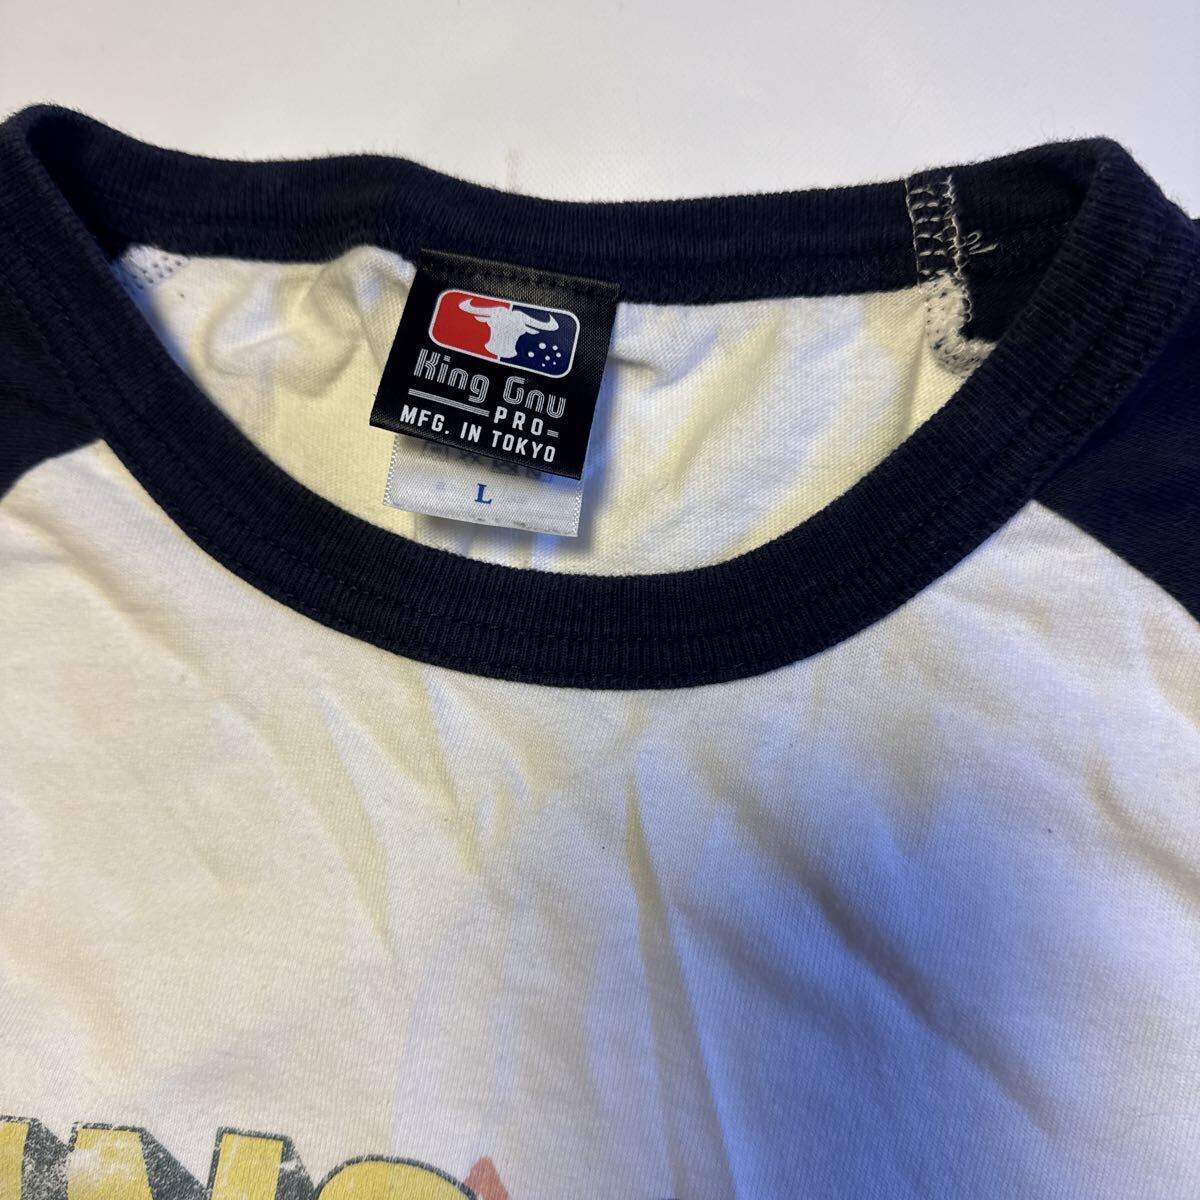 King Gnu
PRO
MFG. IN TOKYO
L